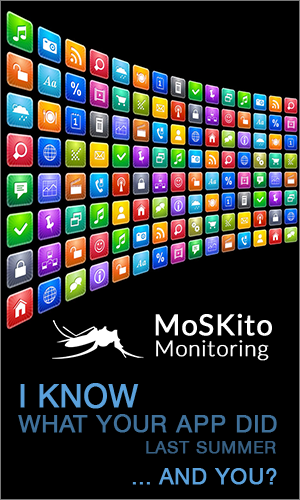 MoSKito
Monitoring
I KNOW
WHAT YOUR APP DID
LAST SUMMER
... AND YOU?